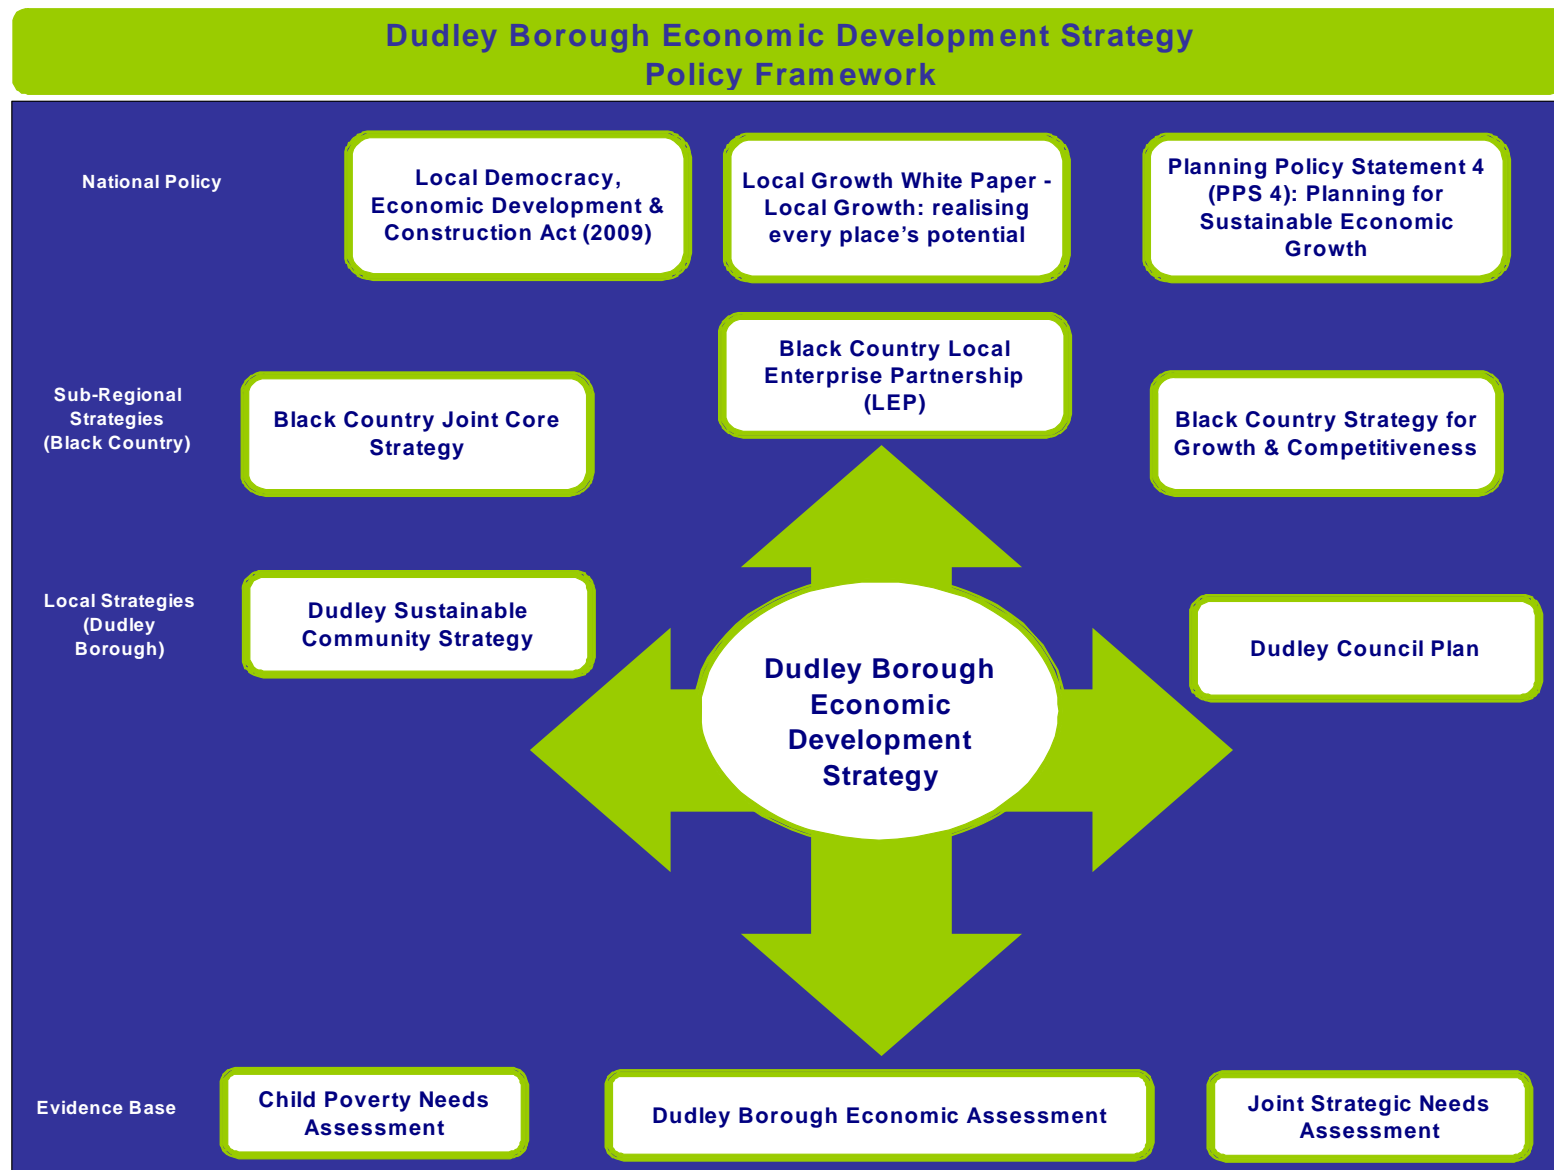 Dudley Borough Economic Development Strategy
Policy Framework
National Policy
Local Democracy,
Economic Development &
Construction Act (2009)
Local Growth White Paper -
Local Growth: realising
every place’s potential
Planning Policy Statement 4
(PPS 4): Planning for
Sustainable Economic
Growth
Sub-Regional
Strategies
(Black Country)
Black Country Joint Core
Strategy
Black Country Local
Enterprise Partnership
(LEP)
Black Country Strategy for
Growth & Competitiveness
Local Strategies
(Dudley
Borough)
Dudley Sustainable
Community Strategy
Dudley Borough
Economic
Development
Strategy
Dudley Council Plan
Evidence Base
Child Poverty Needs
Assessment
Dudley Borough Economic Assessment
Joint Strategic Needs
Assessment